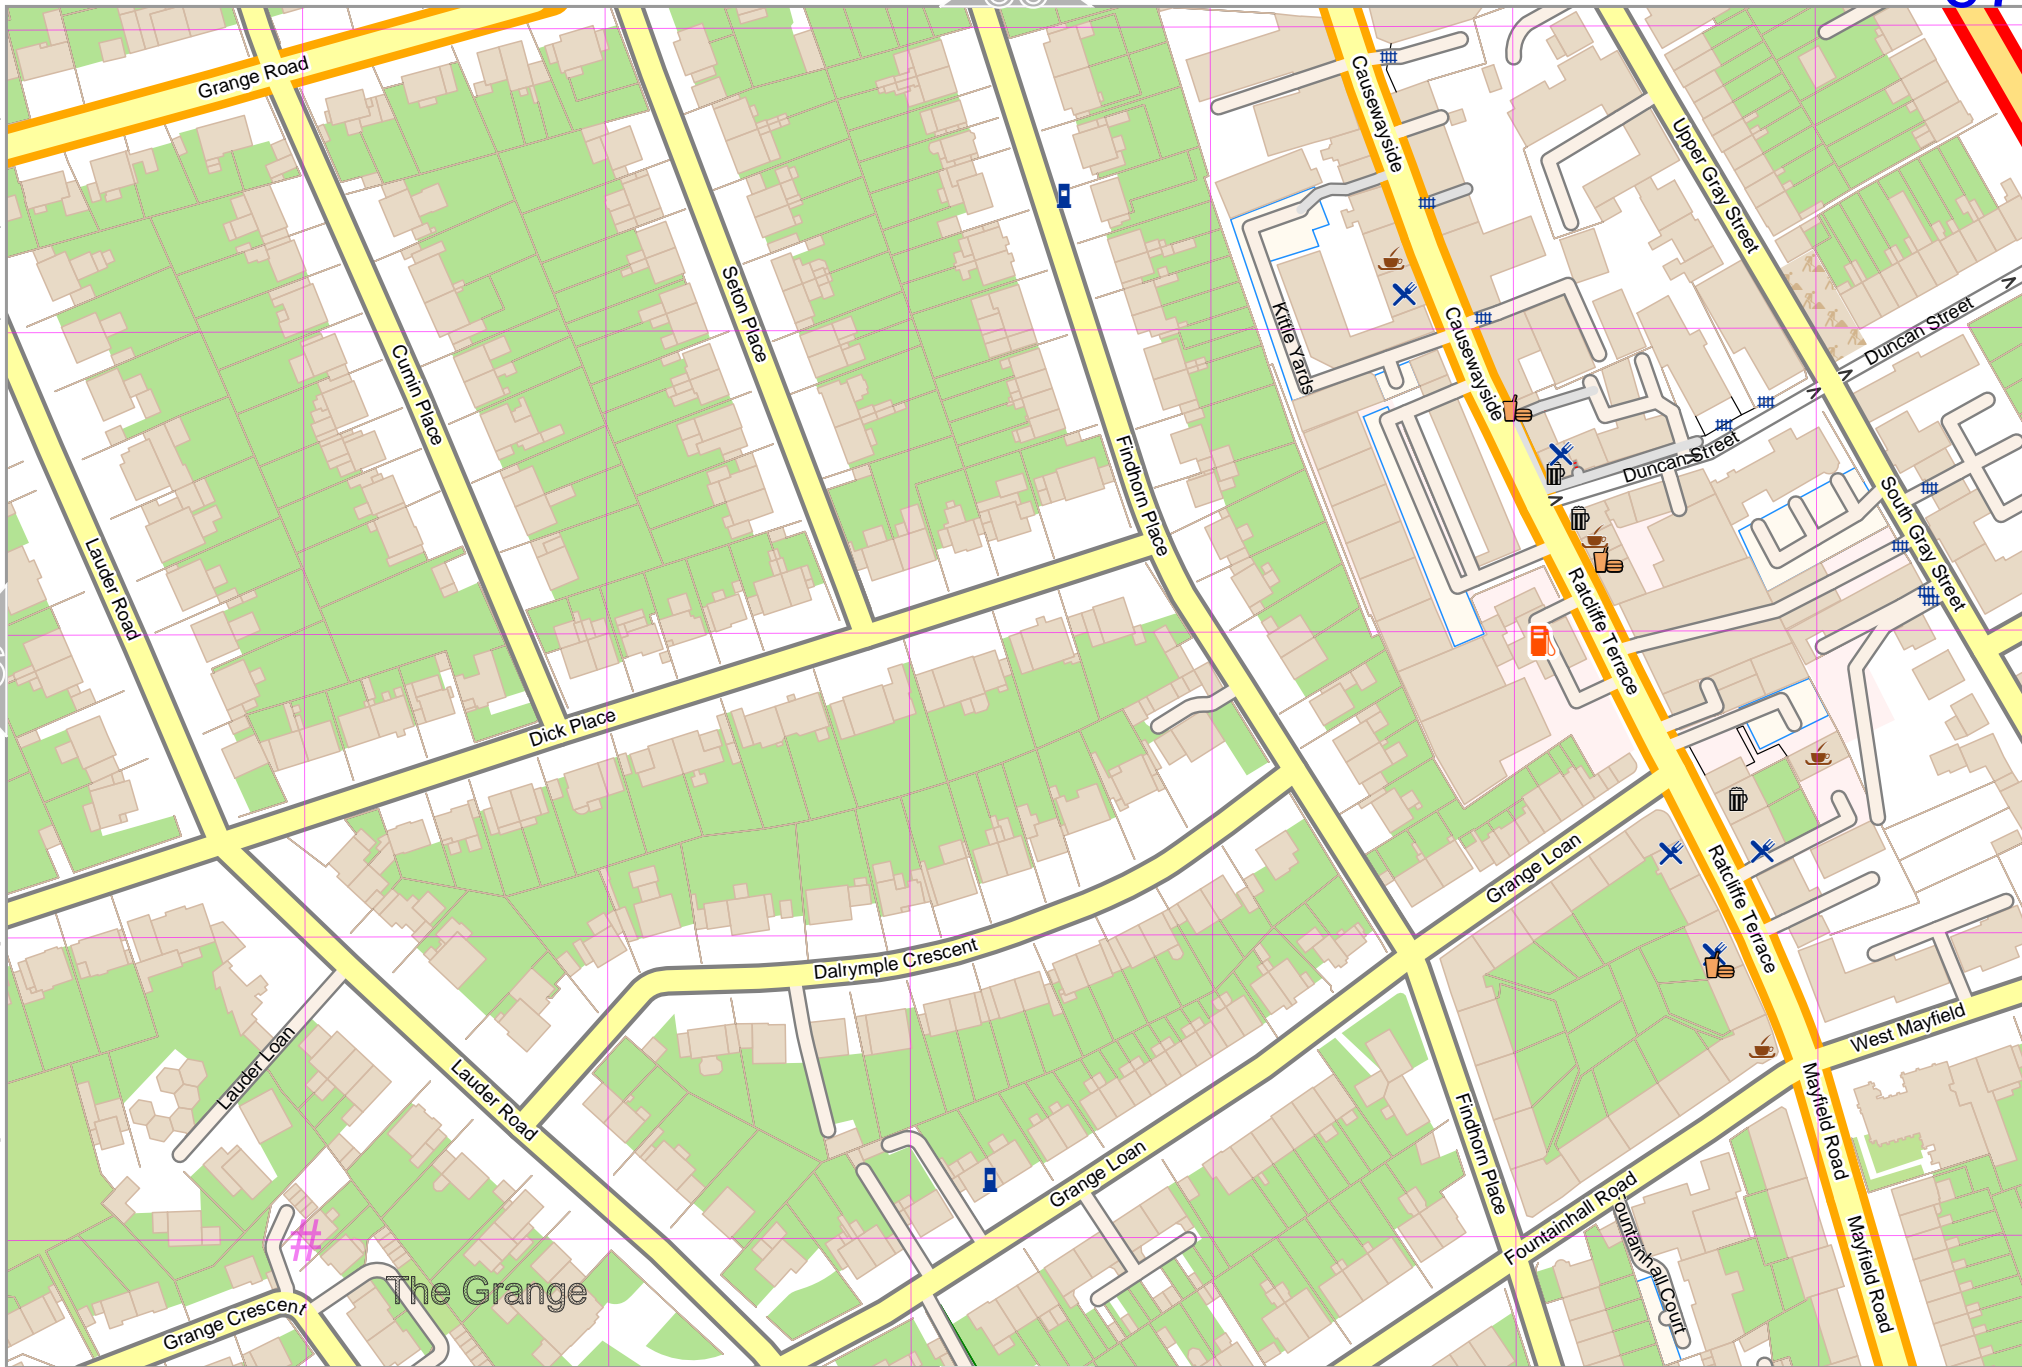 Grange Road
Causewayside
Upper Gray Street
Seton Place
Kittle Yards
Causewayside
Duncan Street
Cumin Place
Findhorn Place
Duncan Street
South Gray Street
Lauder Road
Ratcliffe Terrace
Dick Place
Grange Loan
Ratcliffe Terrace
Dalrymple Crescent
West Mayfield
Lauder Loan
Lauder Road
Findhorn Place
Mayfield Road
Grange Loan
#
Fountainhall Road
Fountainhall Court
Mayfield Road
The Grange
Grange Crescent